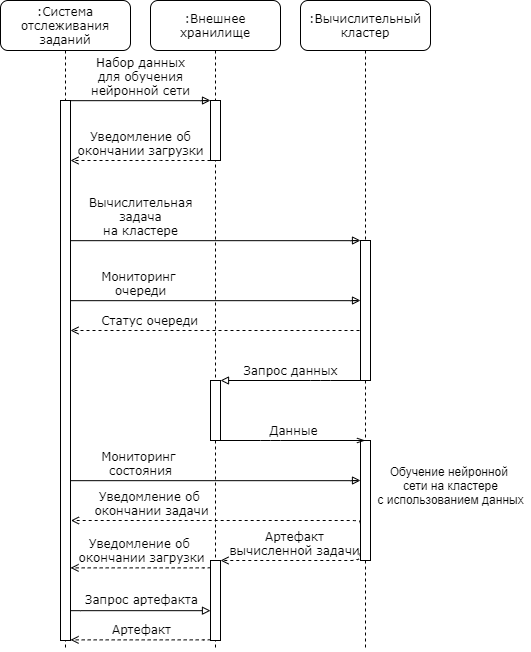 :Система
отслеживания
заданий
:Внешнее
хранилище
:Вычислительный
кластер
Набор данных
для обучения
нейронной сети
Уведомление об
окончании загрузки
Вычислительная
задача
на кластере
Мониторинг
очереди
Статус очереди
Запрос данных
Данные
Мониторинг
состояния
Обучение нейронной
сети на кластере
с использованием данных
Уведомление об
окончании задачи
Артефакт
вычисленной задачи
Уведомление об
окончании загрузки
Запрос артефакта
Артефакт